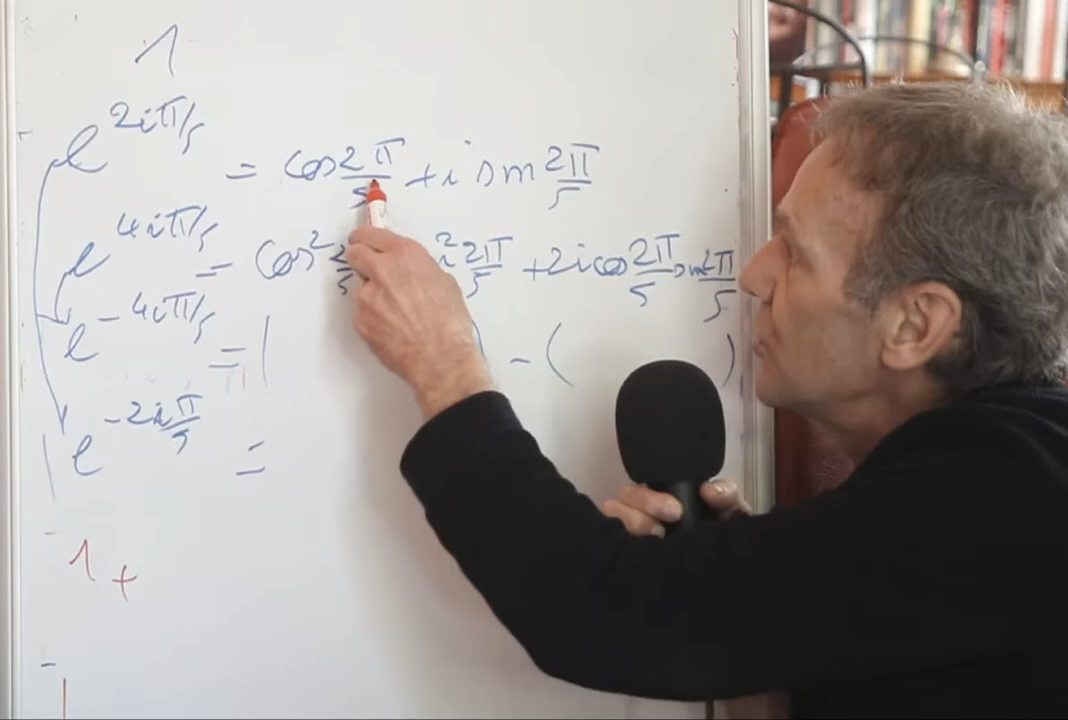 1
e^{2iπ/5} = cos 2π/5 + i sin 2π/5
e^{4iπ/5} = cos² 2π/5 ² 2π/5 + 2i cos 2π/5 sin 2π/5
e^{-4iπ/5} = ( ) - ( )
e^{-2iπ/5} =
1 +